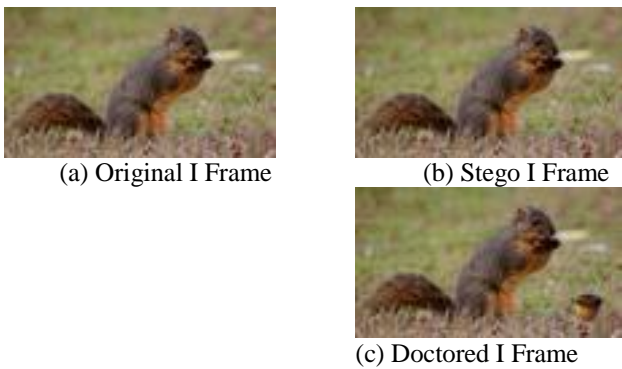 (a) Original I Frame
(b) Stego I Frame
(c) Doctored I Frame